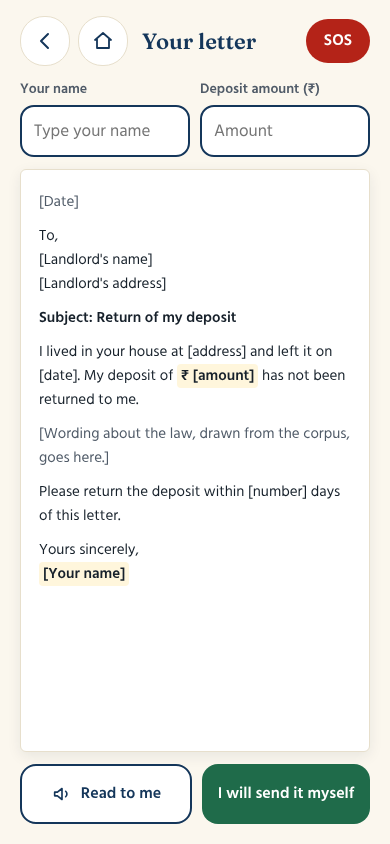 Your letter
SOS
Your name
Deposit amount (₹)
Type your name
Amount
[Date]
To,
[Landlord's name]
[Landlord's address]
Subject: Return of my deposit
I lived in your house at [address] and left it on
[date]. My deposit of ₹ [amount] has not been
returned to me.
[Wording about the law, drawn from the corpus,
goes here.]
Please return the deposit within [number] days
of this letter.
Yours sincerely,
[Your name]
Read to me
I will send it myself